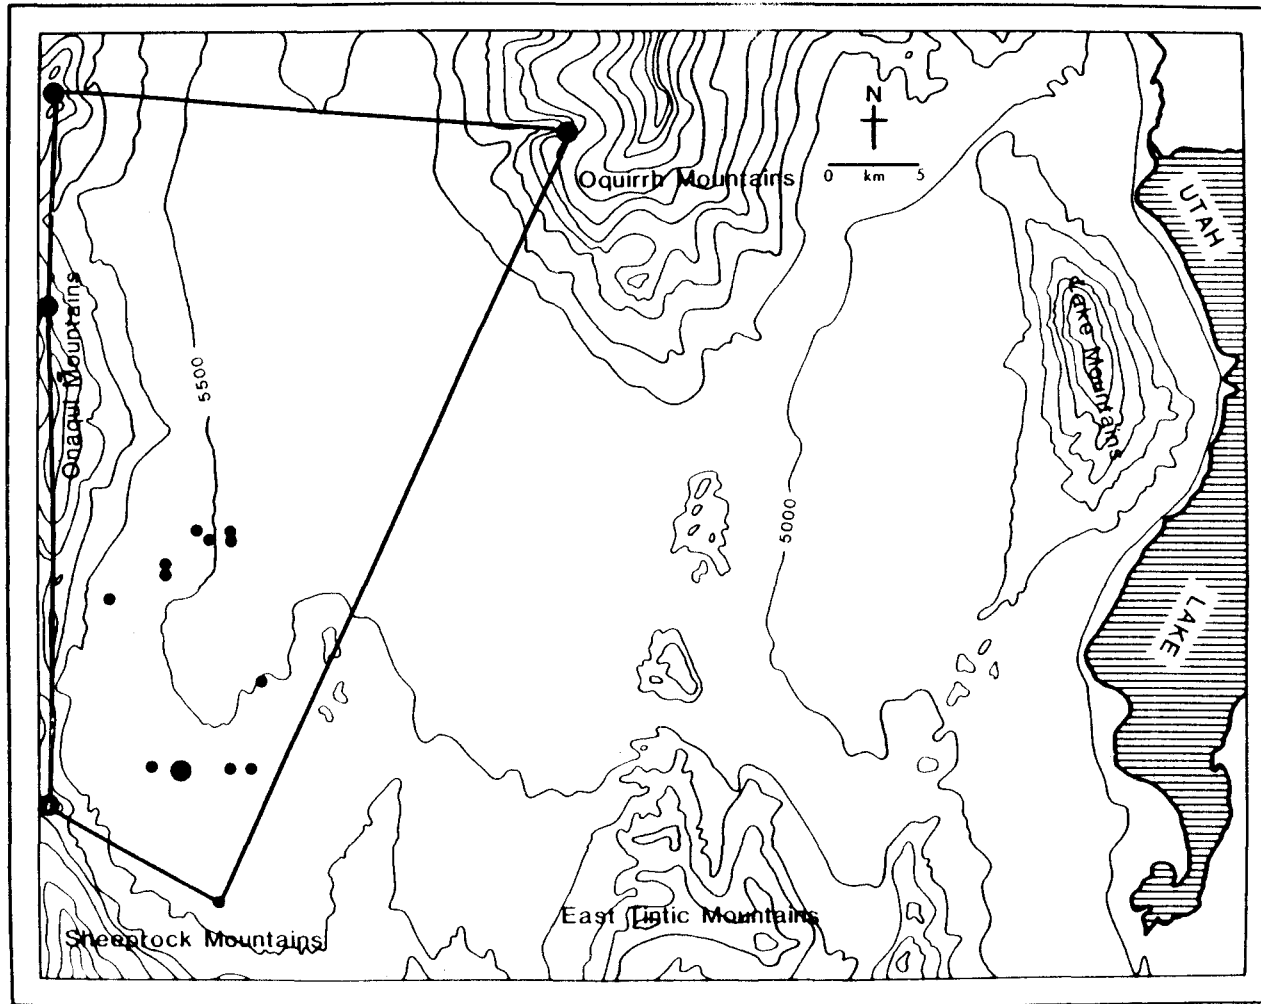 N
0 km 5
Oquirrh Mountains
UTAH
Onaqui Mountains
Lake Mountains
5500
5000
LAKE
East Tintic Mountains
Sheeprock Mountains